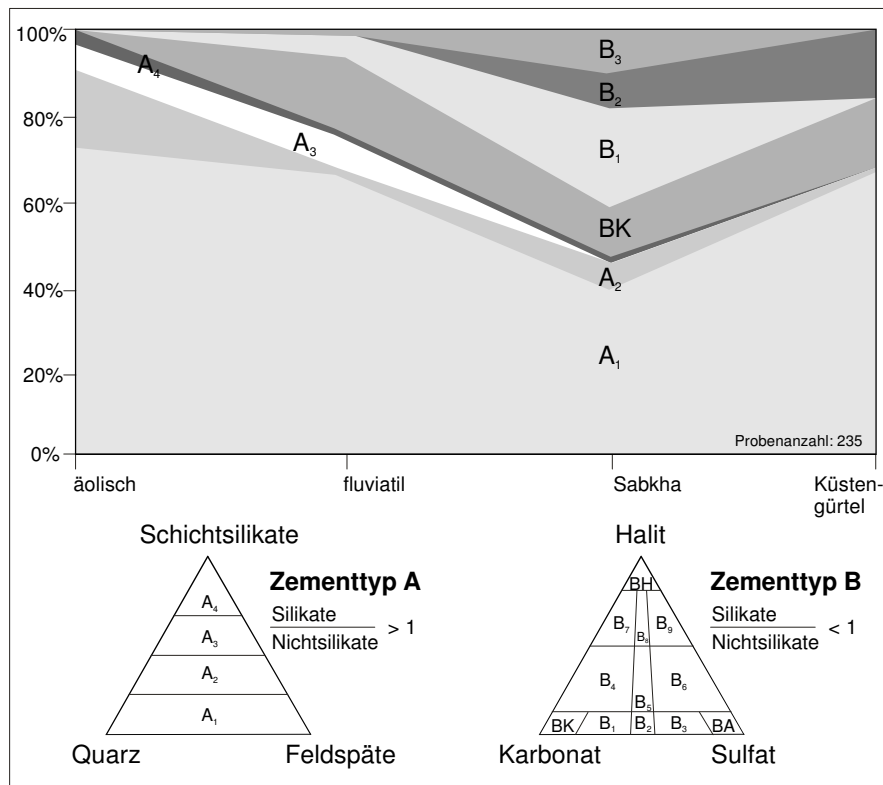 100%
80%
60%
40%
20%
0%
A₄
A₃
B₃
B₂
B₁
BK
A₂
A₁
Probenanzahl: 235
äolisch
fluviatil
Sabkha
Küsten-
gürtel
Schichtsilikate
Zementtyp A
Silikate
Nichtsilikate > 1
A₄
A₃
A₂
A₁
Quarz
Feldspäte
Halit
Zementtyp B
Silikate
Nichtsilikate < 1
BH
B₇ B₈ B₉
B₄ B₅ B₆
BK B₁ B₂ B₃ BA
Karbonat
Sulfat